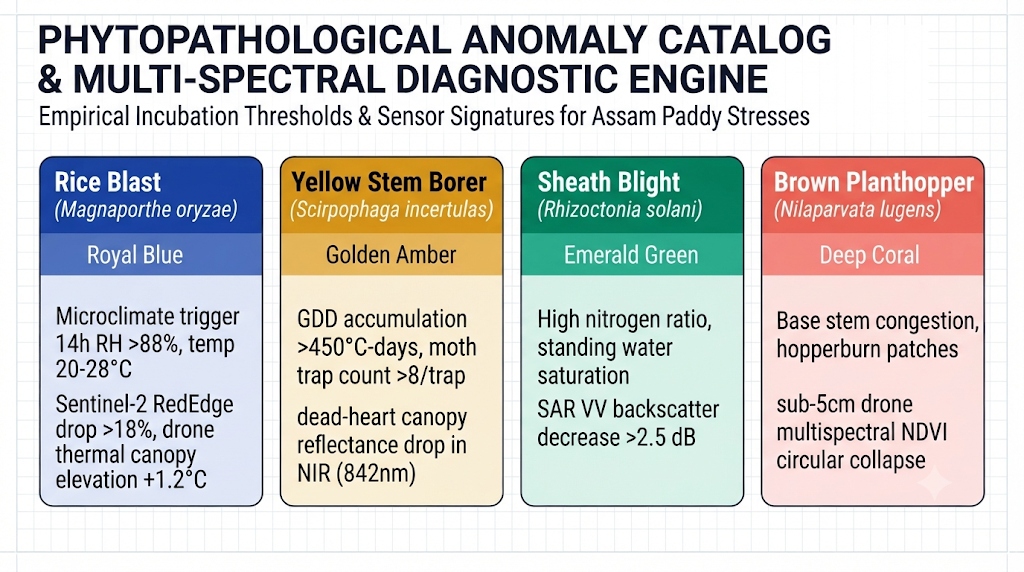 PHYTOPATHOLOGICAL ANOMALY CATALOG
& MULTI-SPECTRAL DIAGNOSTIC ENGINE
Empirical Incubation Thresholds & Sensor Signatures for Assam Paddy Stresses
Rice Blast
(Magnaporthe oryzae)
Royal Blue
Microclimate trigger
14h RH >88%, temp
20-28°C
Sentinel-2 RedEdge
drop >18%, drone
thermal canopy
elevation +1.2°C
Yellow Stem Borer
(Scirpophaga incertulas)
Golden Amber
GDD accumulation
>450°C-days, moth
trap count >8/trap
dead-heart canopy
reflectance drop in
NIR (842nm)
Sheath Blight
(Rhizoctonia solani)
Emerald Green
High nitrogen ratio,
standing water
saturation
SAR VV backscatter
decrease >2.5 dB
Brown Planthopper
(Nilaparvata lugens)
Deep Coral
Base stem congestion,
hopperburn patches
sub-5cm drone
multispectral NDVI
circular collapse